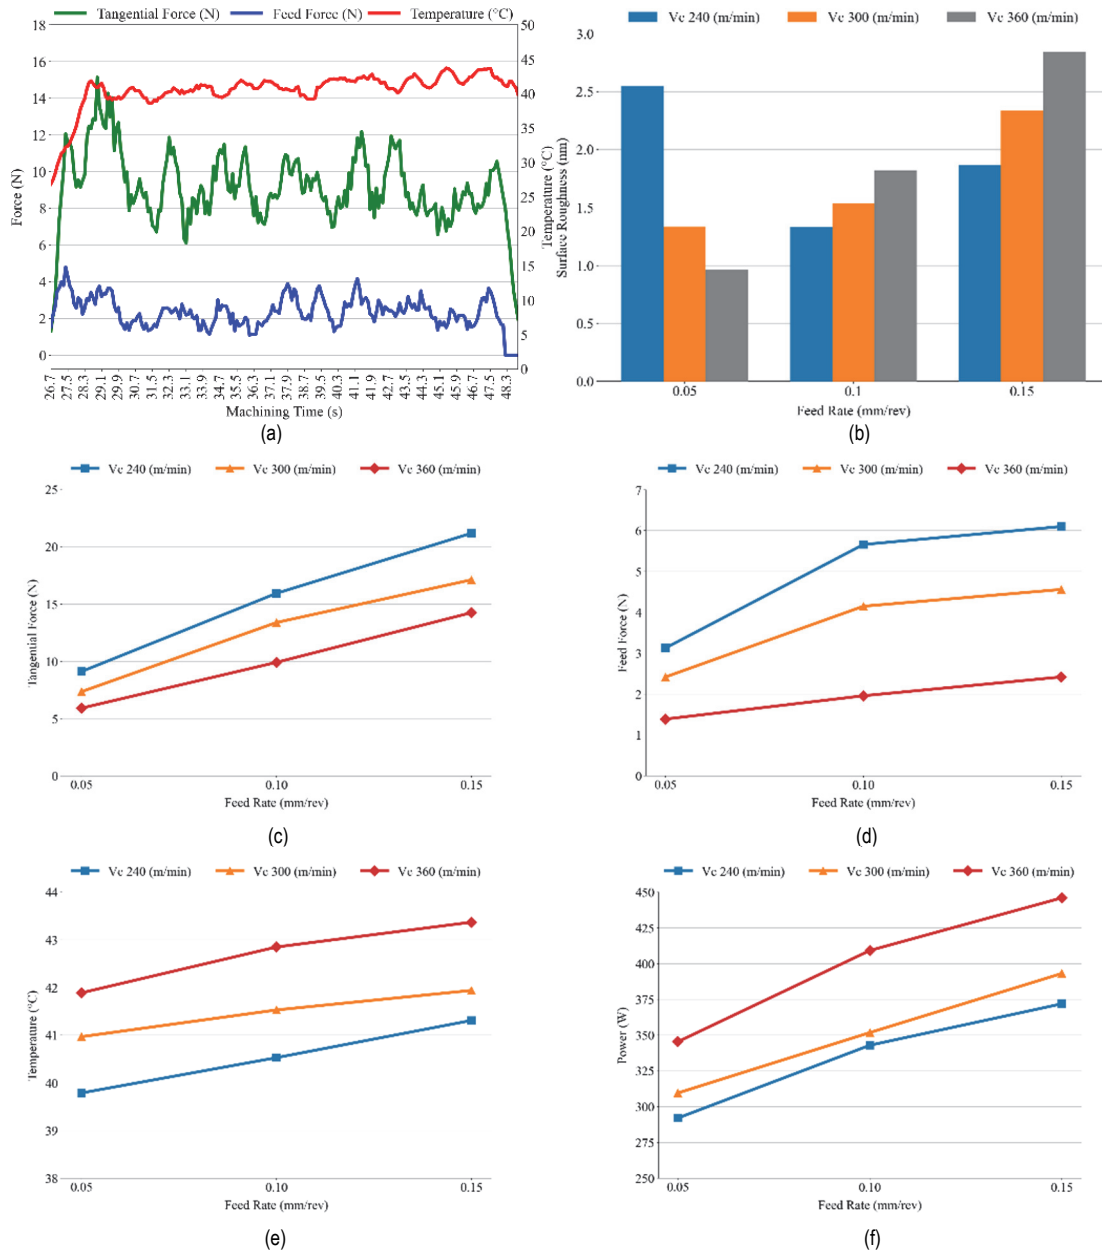 Tangential Force (N) Feed Force (N) Temperature (°C)
18
16
14
12
10
8
6
4
2
0
Force (N)
50
45
40
35
30
25
20
15
10
5
0
Temperature (°C)
26.7 27.5 28.3 29.1 29.9 30.7 31.5 32.3 33.1 33.9 34.7 35.5 36.3 37.1 37.9 38.7 39.5 40.3 41.1 41.9 42.7 43.5 44.3 45.1 45.9 46.7 47.5 48.3
Machining Time (s)
(a)
Vc 240 (m/min) Vc 300 (m/min) Vc 360 (m/min)
3.0
2.5
2.0
1.5
1.0
0.5
0.0
Surface Roughness (nm)
0.05 0.1 0.15
Feed Rate (mm/rev)
(b)
Vc 240 (m/min) Vc 300 (m/min) Vc 360 (m/min)
25
20
15
10
5
0
Tangential Force (N)
0.05 0.10 0.15
Feed Rate (mm/rev)
(c)
Vc 240 (m/min) Vc 300 (m/min) Vc 360 (m/min)
7
6
5
4
3
2
1
0
Feed Force (N)
0.05 0.10 0.15
Feed Rate (mm/rev)
(d)
Vc 240 (m/min) Vc 300 (m/min) Vc 360 (m/min)
44
43
42
41
40
39
38
Temperature (°C)
0.05 0.10 0.15
Feed Rate (mm/rev)
(e)
Vc 240 (m/min) Vc 300 (m/min) Vc 360 (m/min)
450
425
400
375
350
325
300
275
250
Power (W)
0.05 0.10 0.15
Feed Rate (mm/rev)
(f)